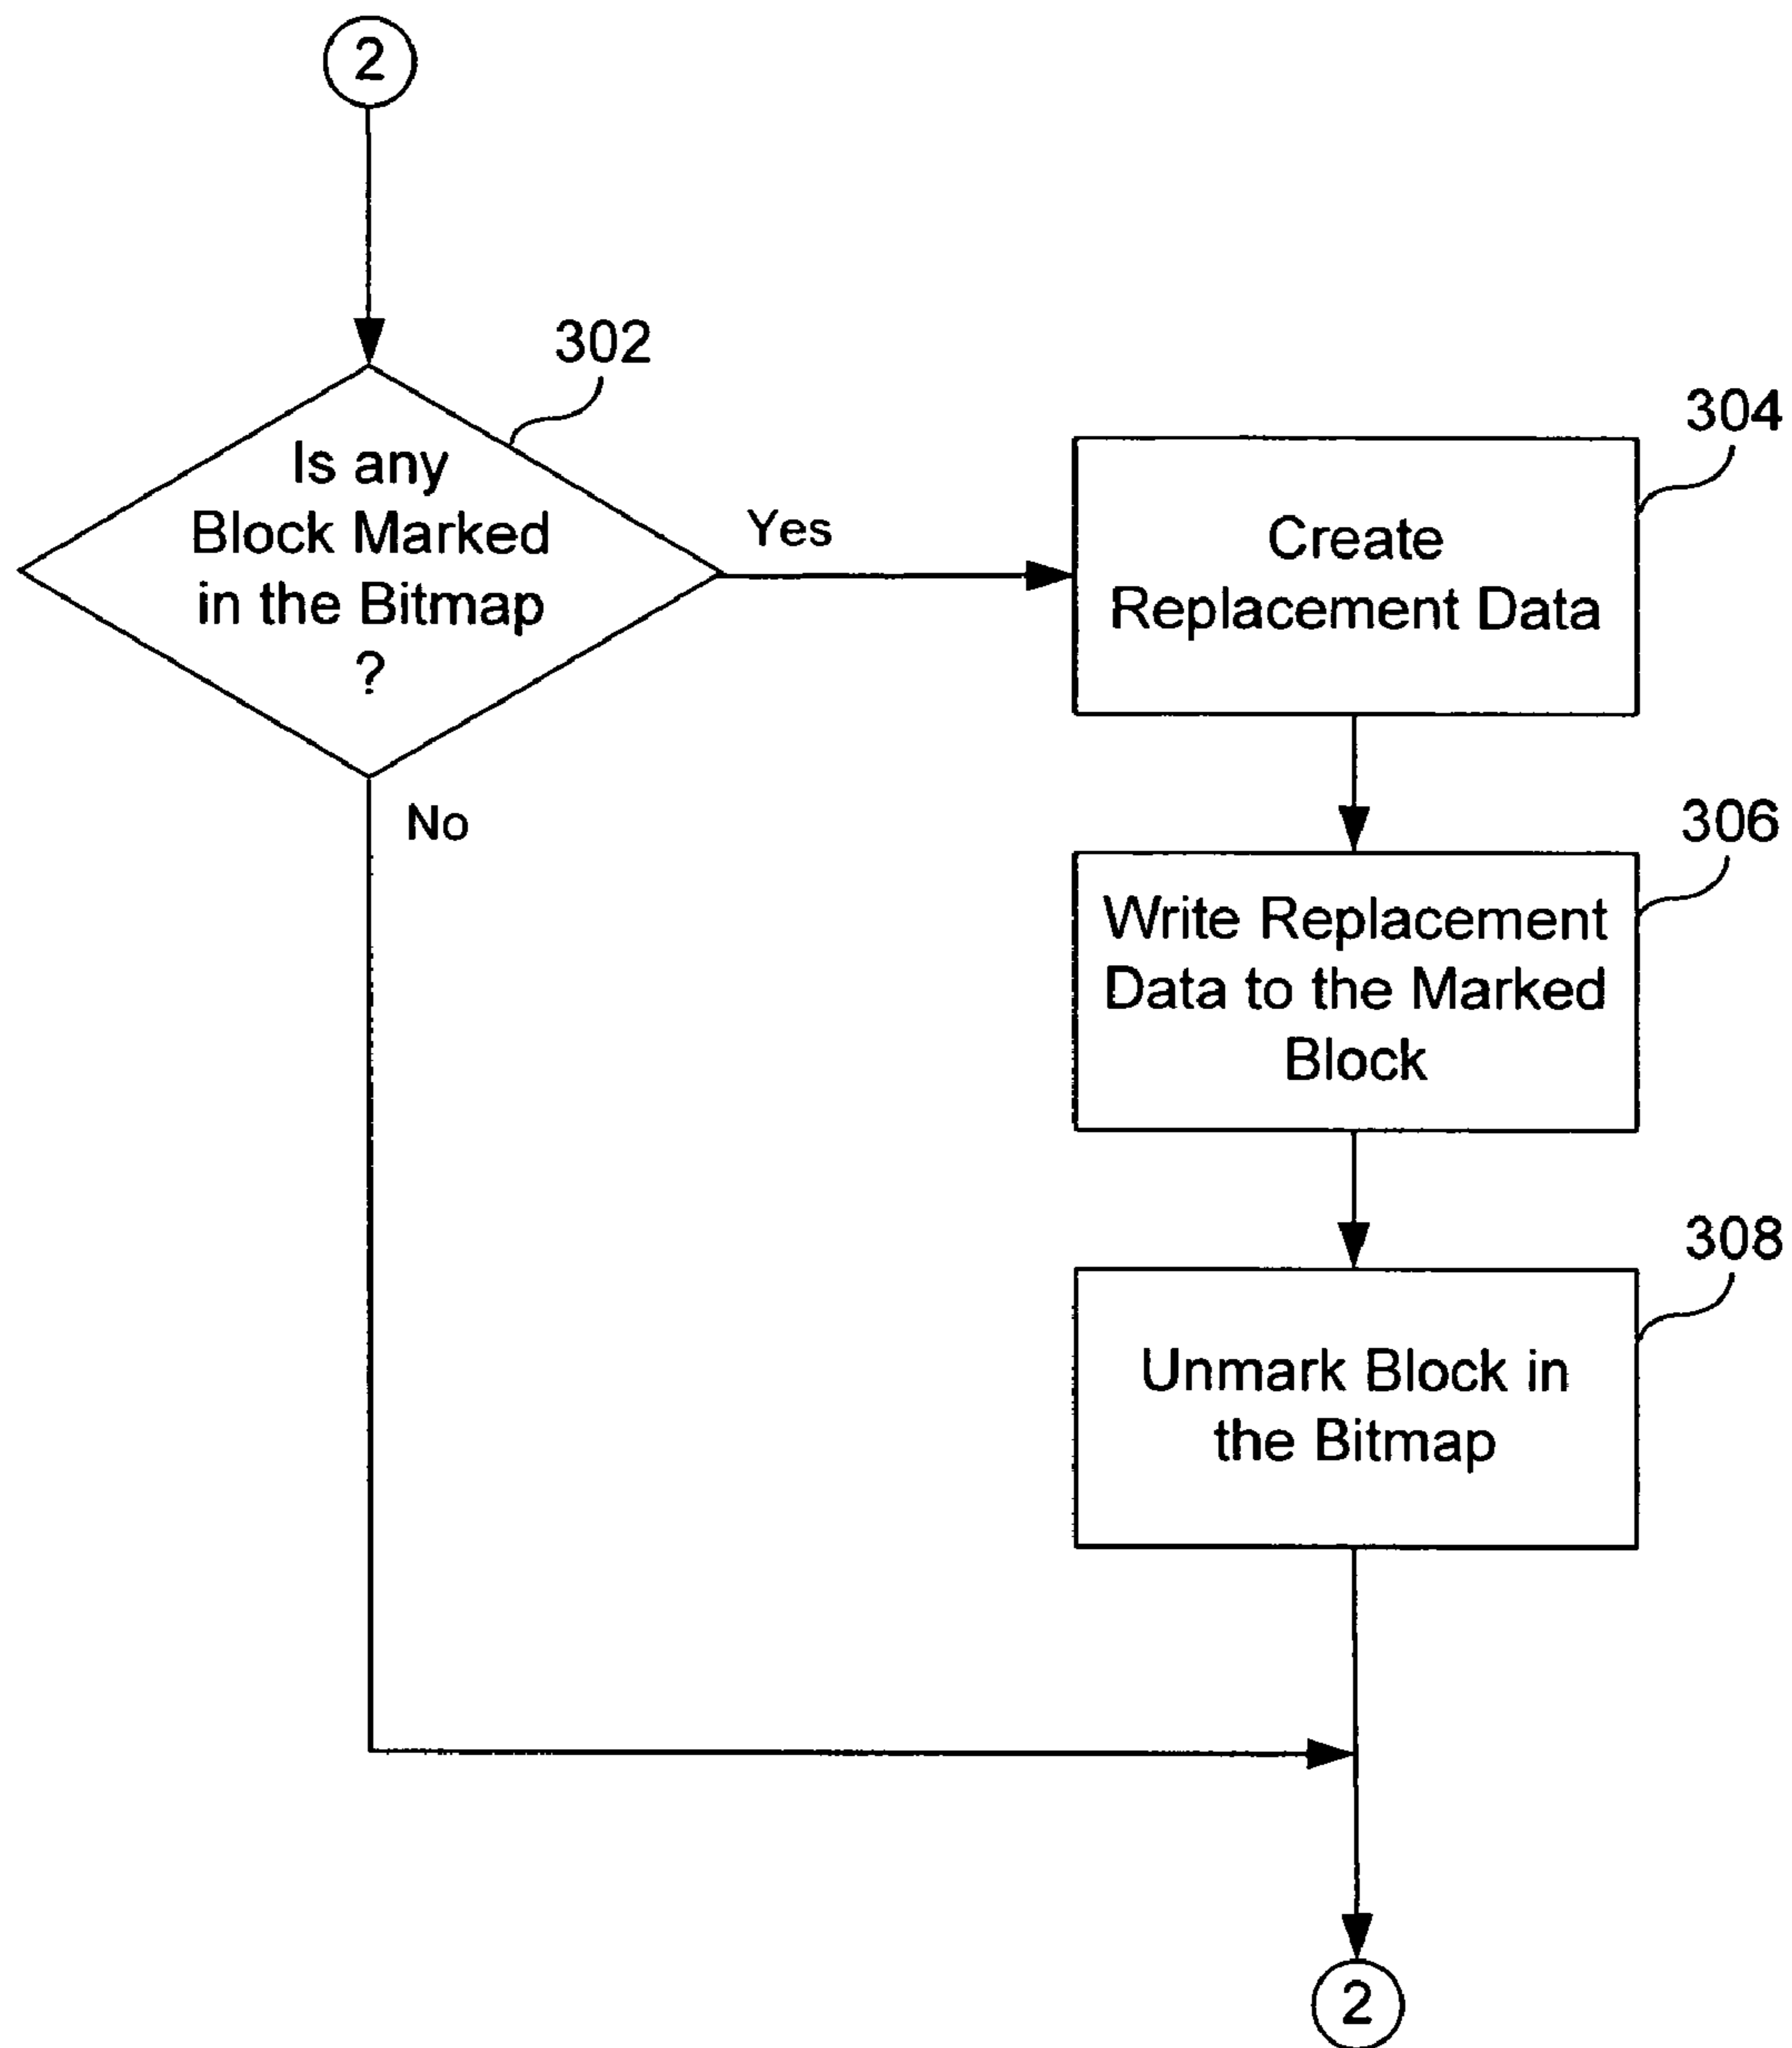 2
302
Is any
Block Marked
in the Bitmap
?
Yes
No
304
Create
Replacement Data
306
Write Replacement
Data to the Marked
Block
308
Unmark Block in
the Bitmap
2